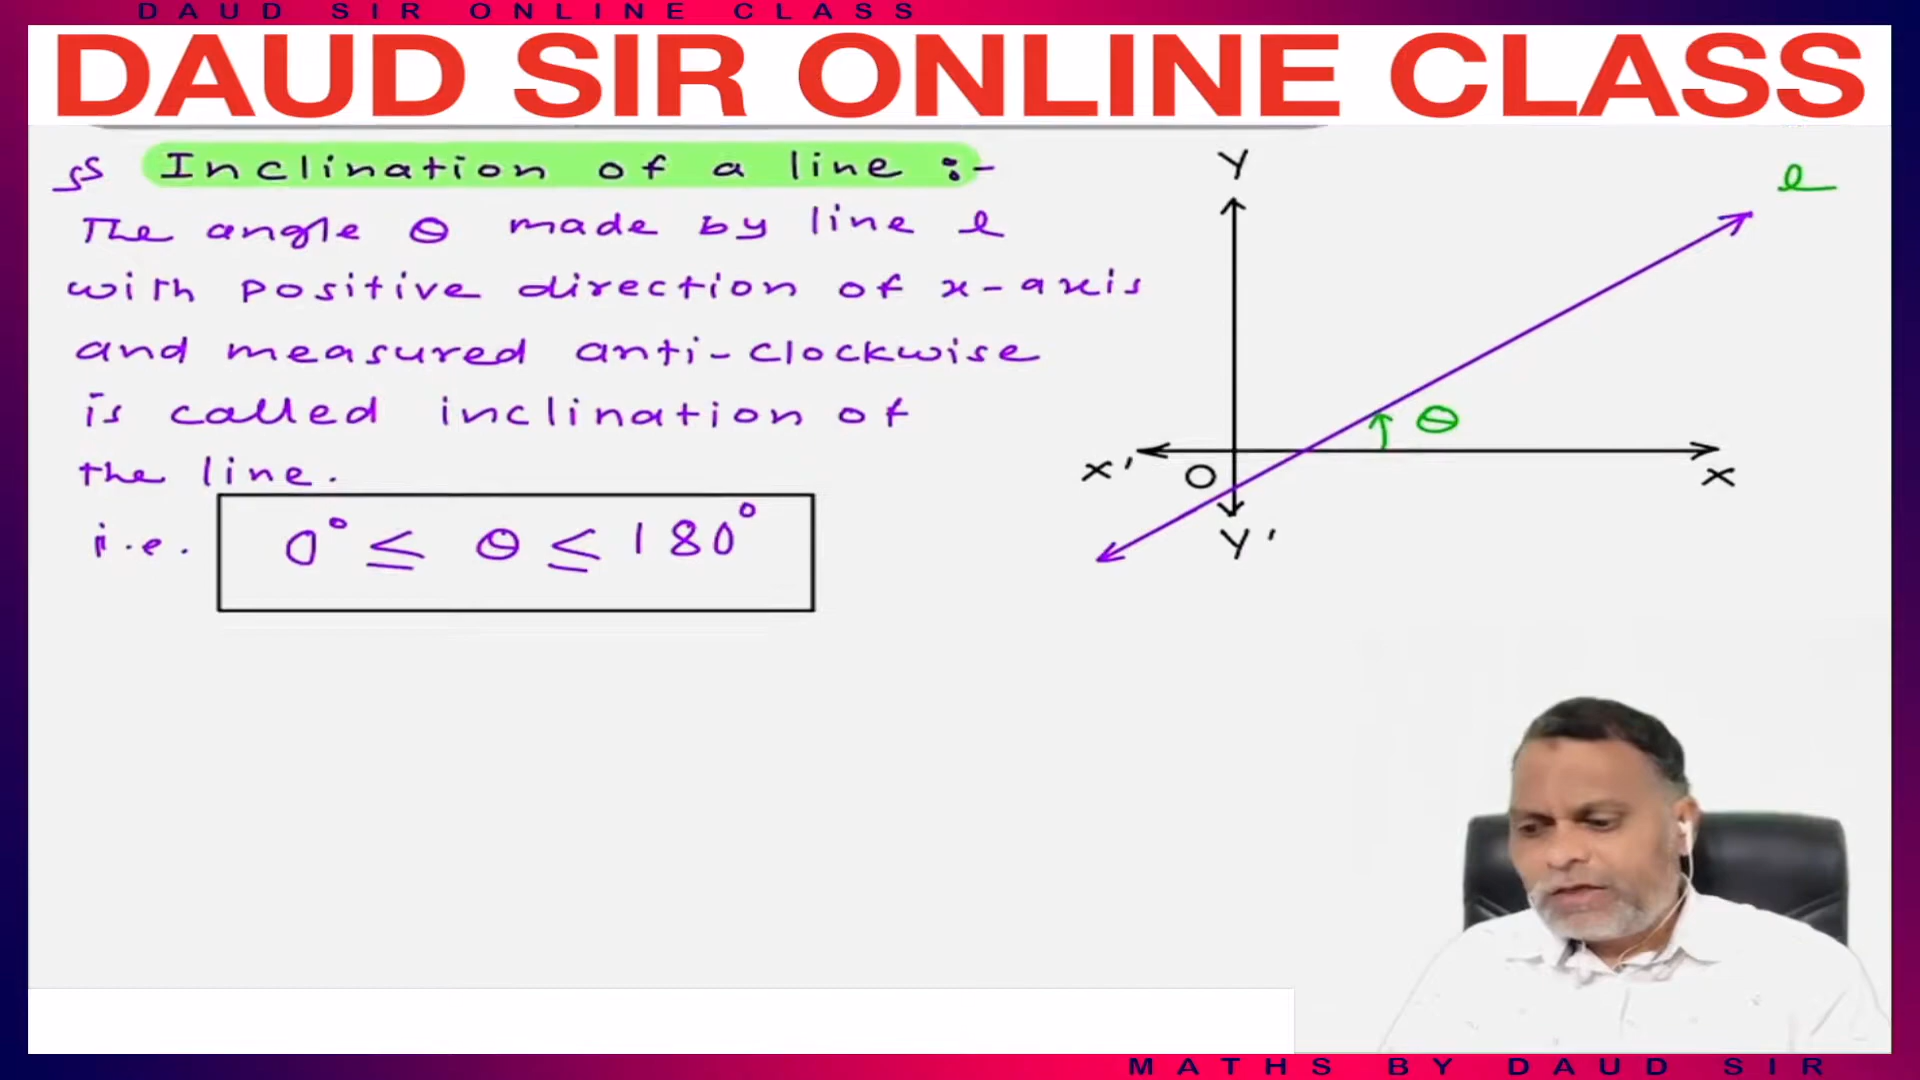 DAUD SIR ONLINE CLASS
DAUD SIR ONLINE CLASS
Inclination of a line :-
The angle θ made by line l
with positive direction of x-axis
and measured anti-clockwise
is called inclination of
the line.
i.e. 0° ≤ θ ≤ 180°
Y
l
θ
X'
O
X
Y'
MATHS BY DAUD SIR